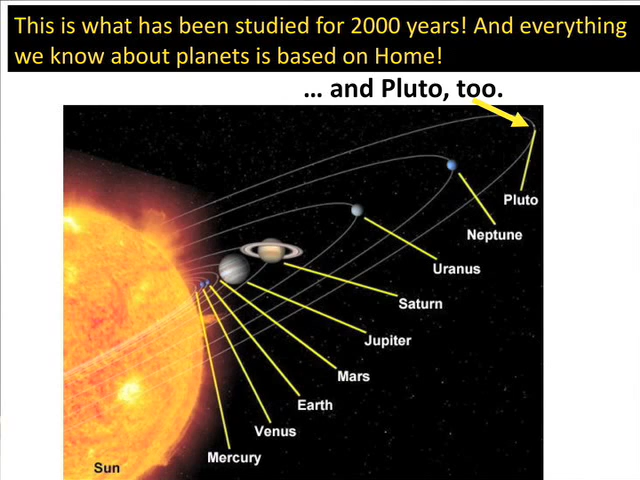 This is what has been studied for 2000 years! And everything
we know about planets is based on Home!
... and Pluto, too.
Pluto
Neptune
Uranus
Saturn
Jupiter
Mars
Earth
Venus
Mercury
Sun